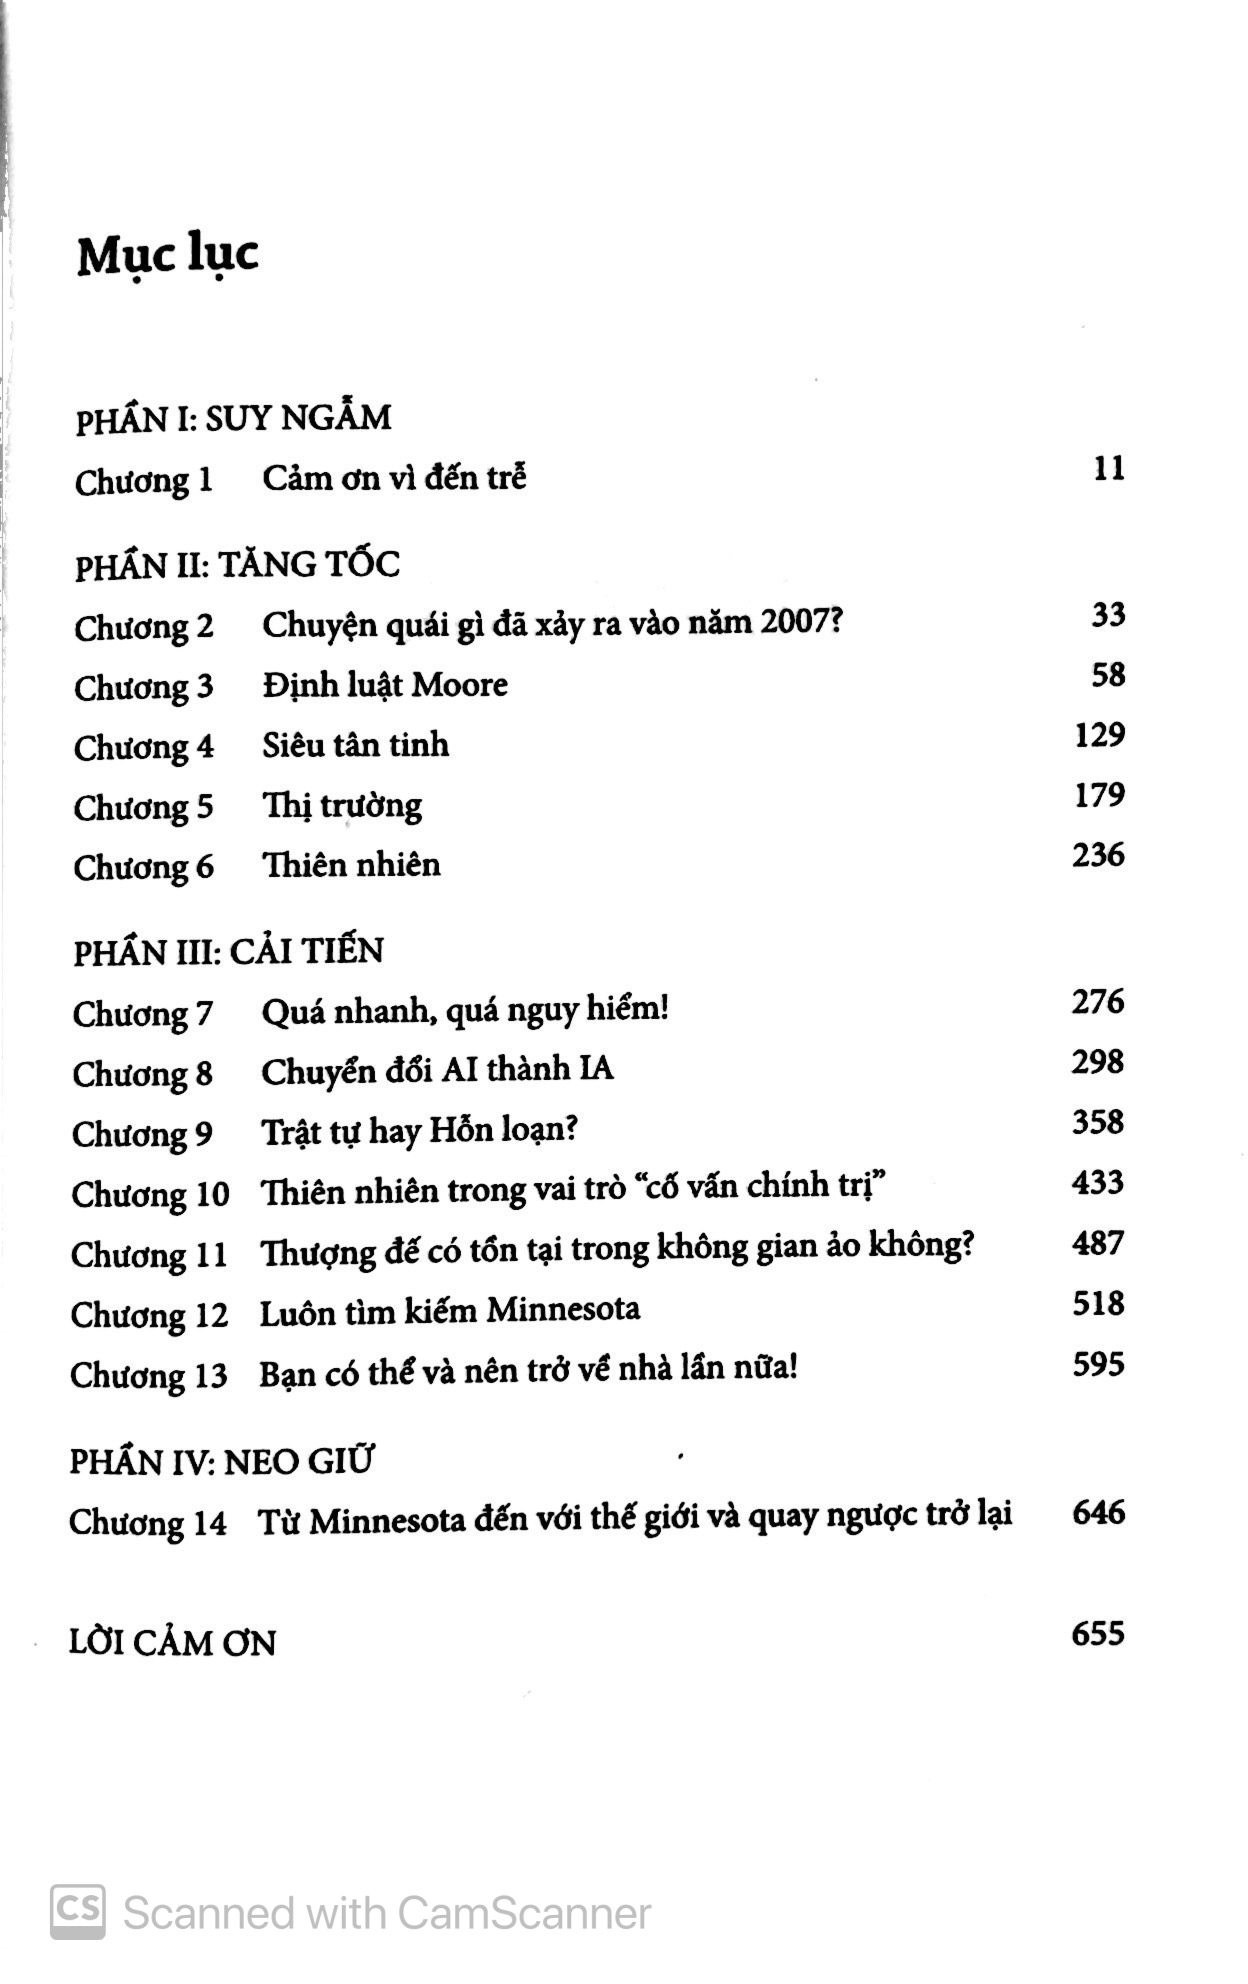 Mục lục
PHẦN I: SUY NGẪM
Chương 1 Cảm ơn vì đến trễ 11
PHẦN II: TĂNG TỐC
Chương 2 Chuyện quái gì đã xảy ra vào năm 2007? 33
Chương 3 Định luật Moore 58
Chương 4 Siêu tân tinh 129
Chương 5 Thị trường 179
Chương 6 Thiên nhiên 236
PHẦN III: CẢI TIẾN
Chương 7 Quá nhanh, quá nguy hiểm! 276
Chương 8 Chuyển đổi AI thành IA 298
Chương 9 Trật tự hay Hỗn loạn? 358
Chương 10 Thiên nhiên trong vai trò “cố vấn chính trị” 433
Chương 11 Thượng đế có tồn tại trong không gian ảo không? 487
Chương 12 Luôn tìm kiếm Minnesota 518
Chương 13 Bạn có thể và nên trở về nhà lần nữa! 595
PHẦN IV: NEO GIỮ
Chương 14 Từ Minnesota đến với thế giới và quay ngược trở lại 646
LỜI CẢM ƠN 655
CS Scanned with CamScanner